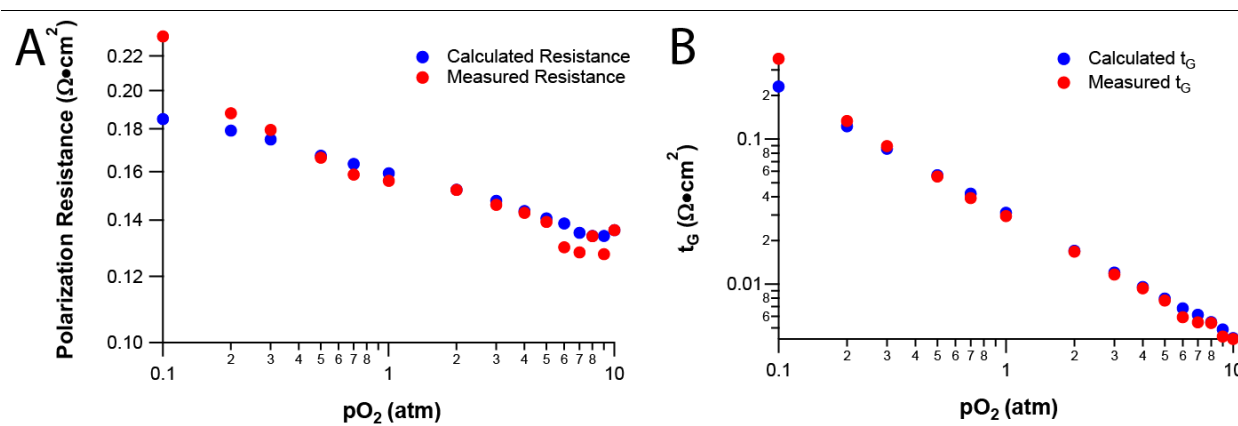 A
Polarization Resistance (Ω•cm²)
0.22
0.20
0.18
0.16
0.14
0.12
0.10
Calculated Resistance
Measured Resistance
2 3 4 5 6 7 8 2 3 4 5 6 7 8
0.1 1 10
pO₂ (atm)
B
t_G (Ω•cm²)
2
0.1
8
6
4
2
0.01
8
6
Calculated t_G
Measured t_G
2 3 4 5 6 7 8 2 3 4 5 6 7 8
0.1 1 10
pO₂ (atm)